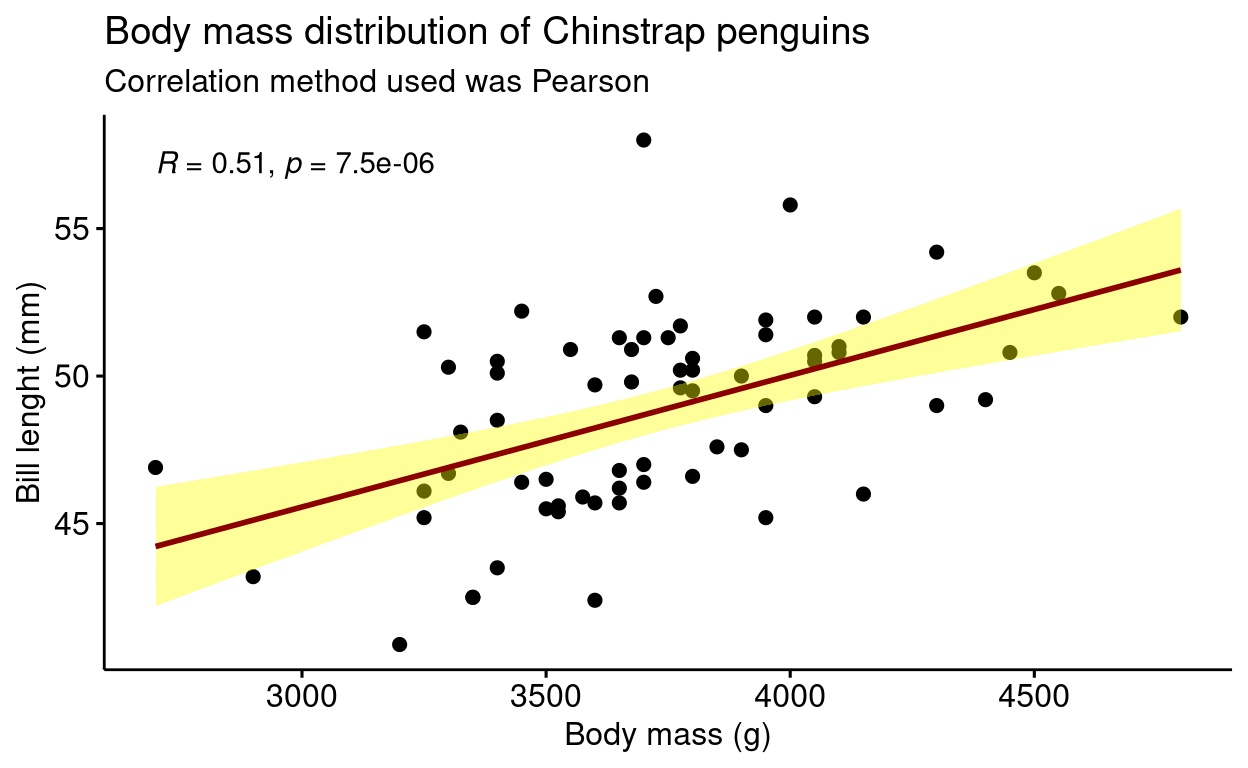 Body mass distribution of Chinstrap penguins
Correlation method used was Pearson
R = 0.51, p = 7.5e-06
55
50
45
Bill lenght (mm)
3000 3500 4000 4500
Body mass (g)